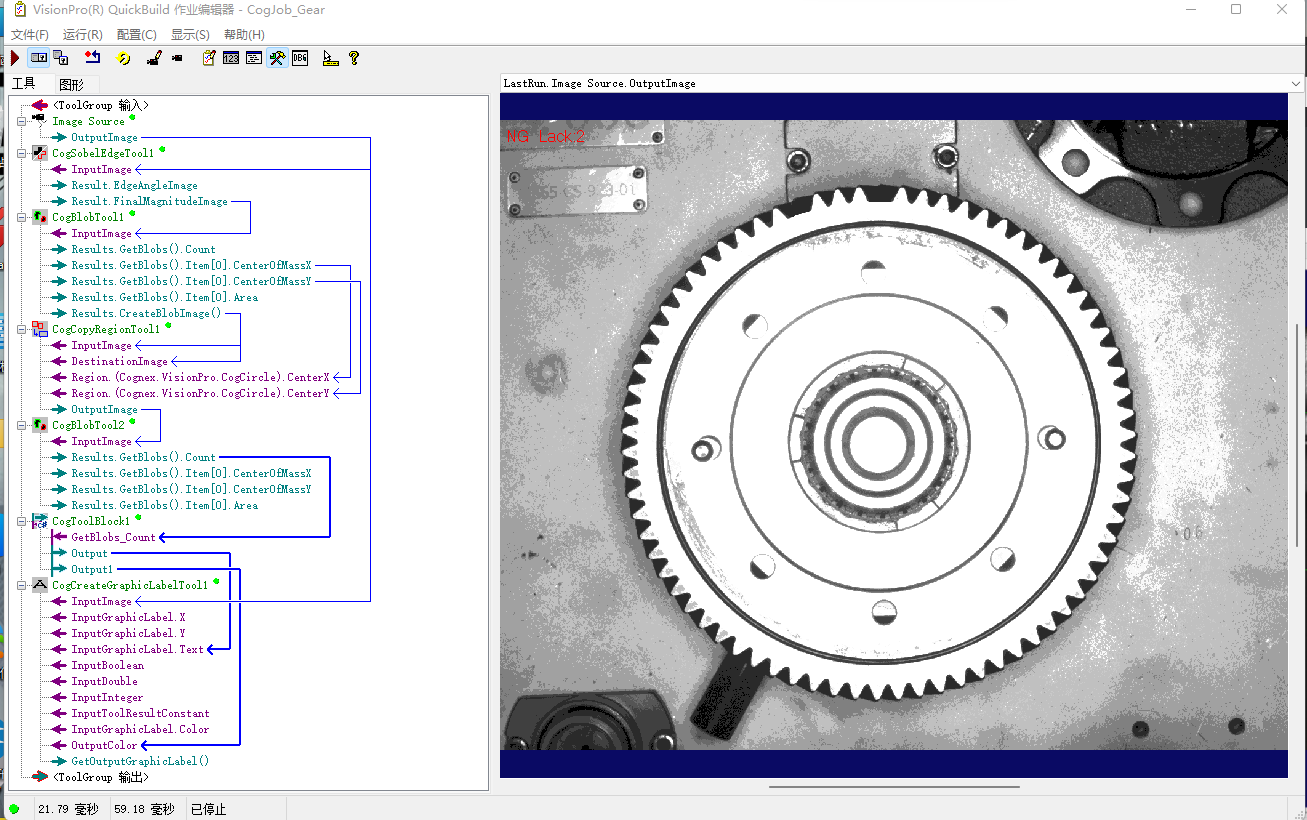 VisionPro(R) QuickBuild 作业编辑器 - CogJob_Gear
文件(F) 运行(R) 配置(C) 显示(S) 帮助(H)
工具 图形
<ToolGroup 输入>
Image Source
OutputImage
CogSobelEdgeTool1
InputImage
Result.EdgeAngleImage
Result.FinalMagnitudeImage
CogBlobTool1
InputImage
Results.GetBlobs().Count
Results.GetBlobs().Item[0].CenterOfMassX
Results.GetBlobs().Item[0].CenterOfMassY
Results.GetBlobs().Item[0].Area
Results.CreateBlobImage()
CogCopyRegionTool1
InputImage
DestinationImage
Region.(Cognex.VisionPro.CogCircle).CenterX
Region.(Cognex.VisionPro.CogCircle).CenterY
OutputImage
CogBlobTool2
InputImage
Results.GetBlobs().Count
Results.GetBlobs().Item[0].CenterOfMassX
Results.GetBlobs().Item[0].CenterOfMassY
Results.GetBlobs().Item[0].Area
CogToolBlock1
GetBlobs_Count
Output
Output1
CogCreateGraphicLabelTool1
InputImage
InputGraphicLabel.X
InputGraphicLabel.Y
InputGraphicLabel.Text
InputBoolean
InputDouble
InputInteger
InputToolResultConstant
InputGraphicLabel.Color
OutputColor
GetOutputGraphicLabel()
<ToolGroup 输出>
LastRun.Image Source.OutputImage
NG Lack:2
21.79 毫秒 59.18 毫秒 已停止